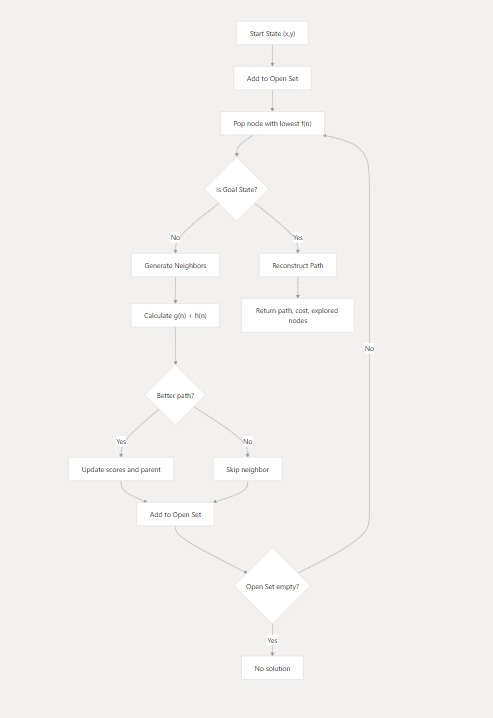 Start State (x,y)
Add to Open Set
Pop node with lowest f(n)
Is Goal State?
No
Yes
Generate Neighbors
Reconstruct Path
Calculate g(n) + h(n)
Return path, cost, explored
nodes
No
Better path?
Yes
No
Update scores and parent
Skip neighbor
Add to Open Set
Open Set empty?
Yes
No solution